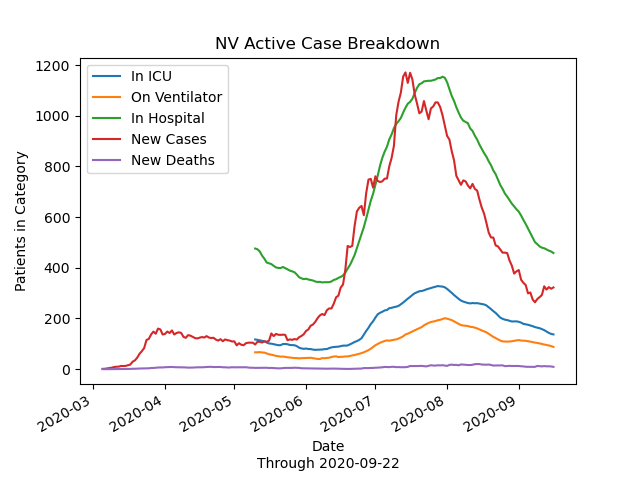 NV Active Case Breakdown
In ICU
On Ventilator
In Hospital
New Cases
New Deaths
Patients in Category
1200
1000
800
600
400
200
0
2020-03
2020-04
2020-05
2020-06
2020-07
2020-08
2020-09
Date
Through 2020-09-22